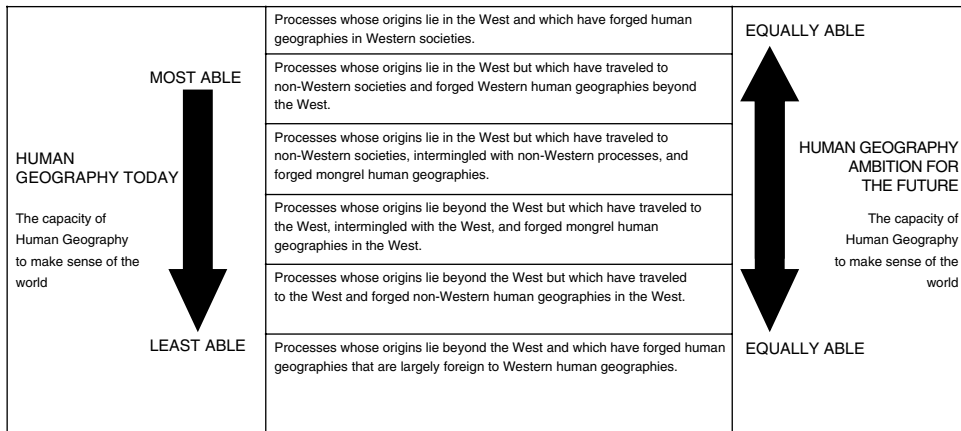 MOST ABLE
HUMAN
GEOGRAPHY TODAY
The capacity of
Human Geography
to make sense of the
world
LEAST ABLE
Processes whose origins lie in the West and which have forged human
geographies in Western societies.
Processes whose origins lie in the West but which have traveled to
non-Western societies and forged Western human geographies beyond
the West.
Processes whose origins lie in the West but which have traveled to
non-Western societies, intermingled with non-Western processes, and
forged mongrel human geographies.
Processes whose origins lie beyond the West but which have traveled to
the West, intermingled with the West, and forged mongrel human
geographies in the West.
Processes whose origins lie beyond the West but which have traveled
to the West and forged non-Western human geographies in the West.
Processes whose origins lie beyond the West and which have forged human
geographies that are largely foreign to Western human geographies.
EQUALLY ABLE
HUMAN GEOGRAPHY
AMBITION FOR
THE FUTURE
The capacity of
Human Geography
to make sense of the
world
EQUALLY ABLE